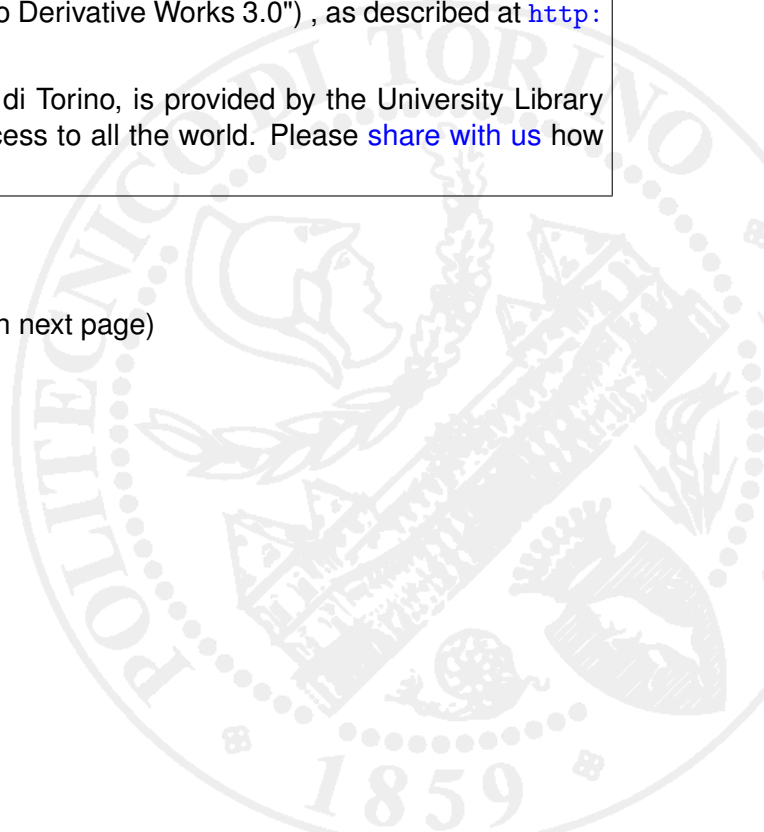 o Derivative Works 3.0") , as described at http:
di Torino, is provided by the University Library
cess to all the world. Please share with us how
n next page)
POLITECNICO DI TORINO
1859